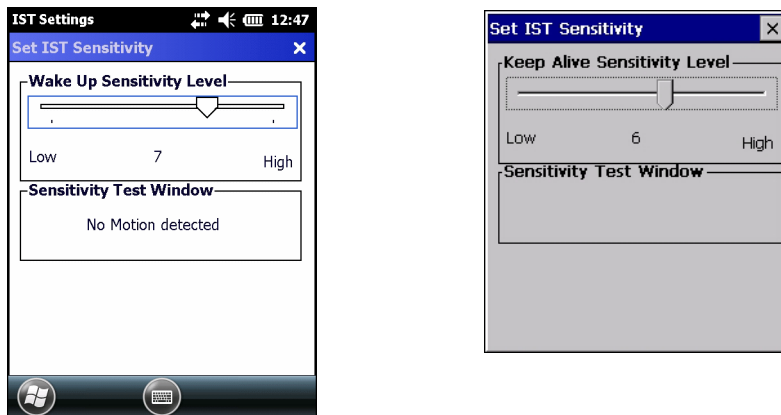 IST Settings 12:47
Set IST Sensitivity
Wake Up Sensitivity Level
Low 7 High
Sensitivity Test Window
No Motion detected
Set IST Sensitivity
Keep Alive Sensitivity Level
Low 6 High
Sensitivity Test Window